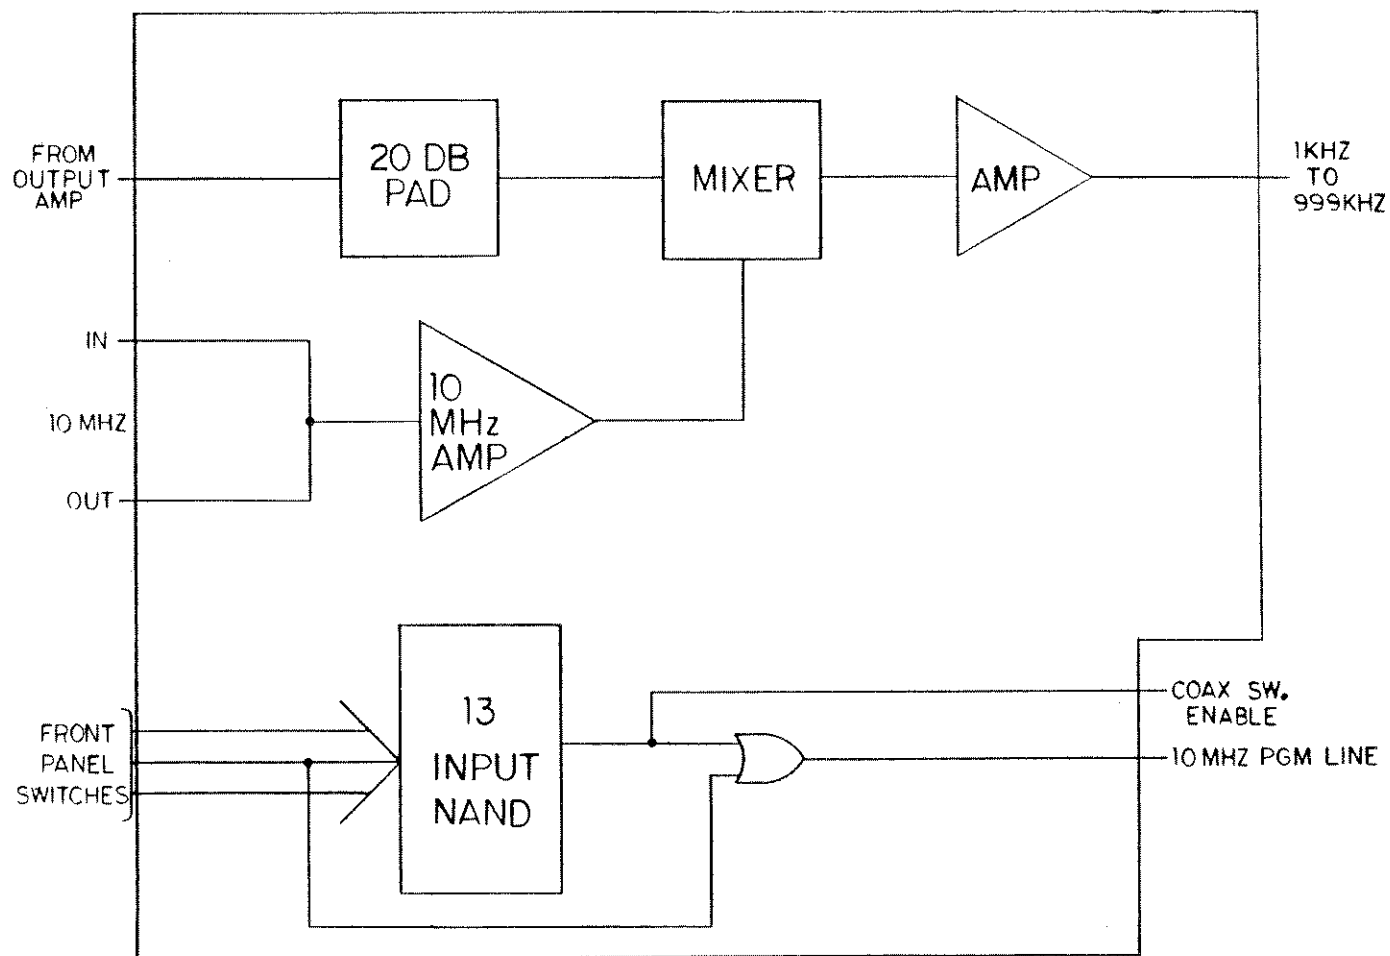 FROM
OUTPUT
AMP
20 DB
PAD
MIXER
AMP
1KHZ
TO
999KHZ
IN
10 MHZ
OUT
10
MHz
AMP
FRONT
PANEL
SWITCHES
13
INPUT
NAND
COAX SW.
ENABLE
10 MHZ PGM LINE